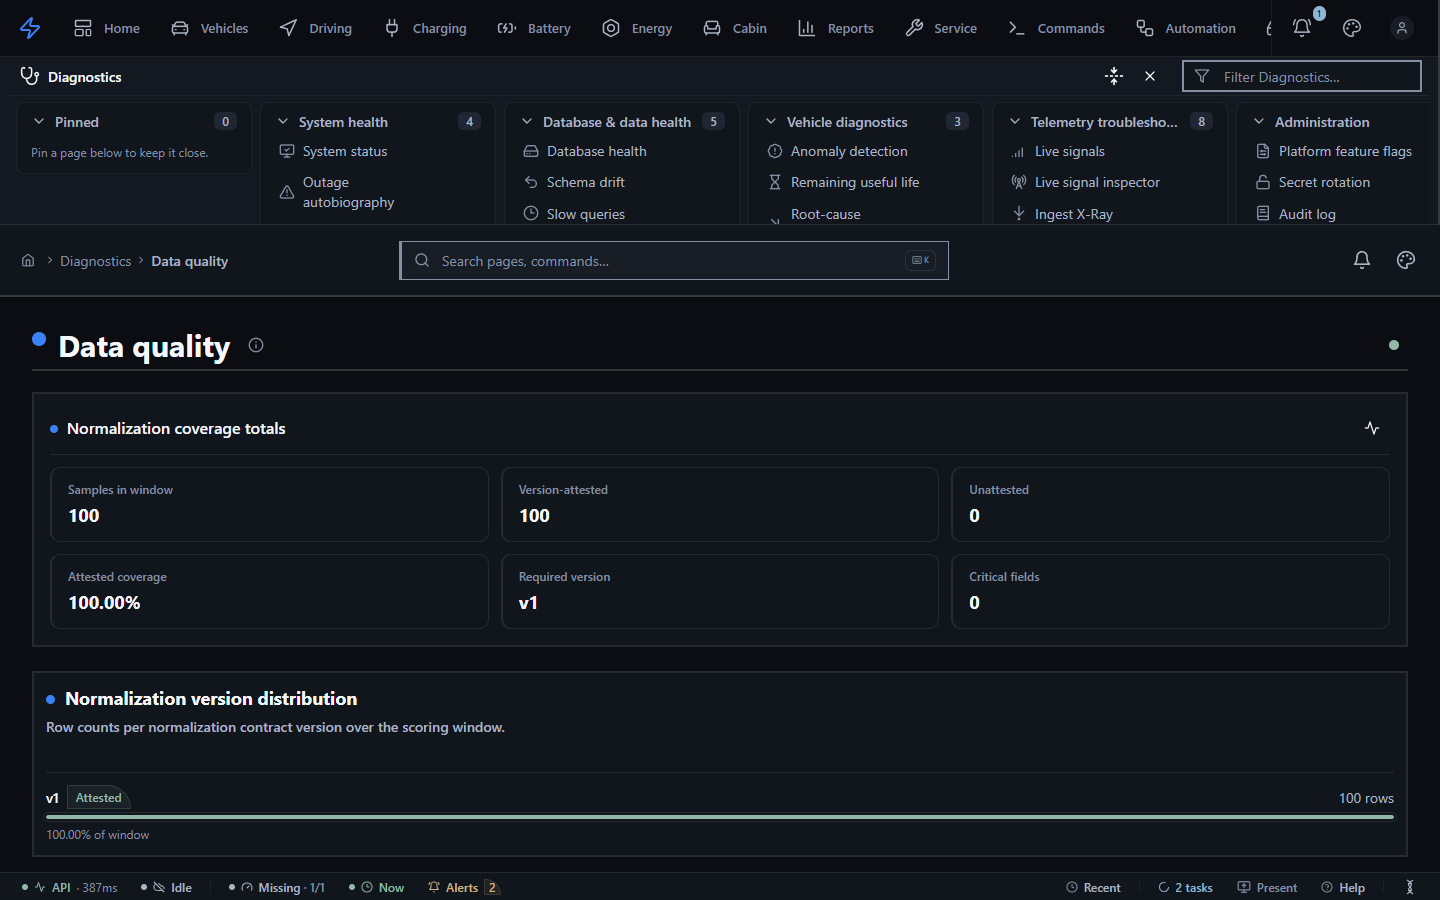 Home Vehicles Driving Charging Battery Energy Cabin Reports Service Commands Automation 1
Diagnostics Filter Diagnostics...
Pinned 0 System health 4 Database & data health 5 Vehicle diagnostics 3 Telemetry troublesho... 8 Administration
Pin a page below to keep it close. System status Database health Anomaly detection Live signals Platform feature flags
Outage autobiography Schema drift Remaining useful life Live signal inspector Secret rotation
Slow queries Root-cause Ingest X-Ray Audit log
Diagnostics Data quality Search pages, commands... K
Data quality
Normalization coverage totals
Samples in window Version-attested Unattested
100 100 0
Attested coverage Required version Critical fields
100.00% v1 0
Normalization version distribution
Row counts per normalization contract version over the scoring window.
v1 Attested 100 rows
100.00% of window
API · 387ms Idle Missing · 1/1 Now Alerts 2 Recent 2 tasks Present Help